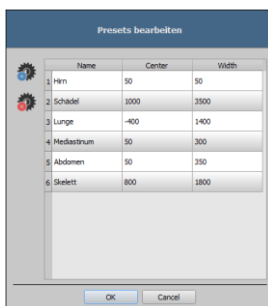 Presets bearbeiten
Name Center Width
1 Hirn 50 50
2 Schädel 1000 3500
3 Lunge -400 1400
4 Mediastinum 50 300
5 Abdomen 50 350
6 Skelett 800 1800
OK Cancel